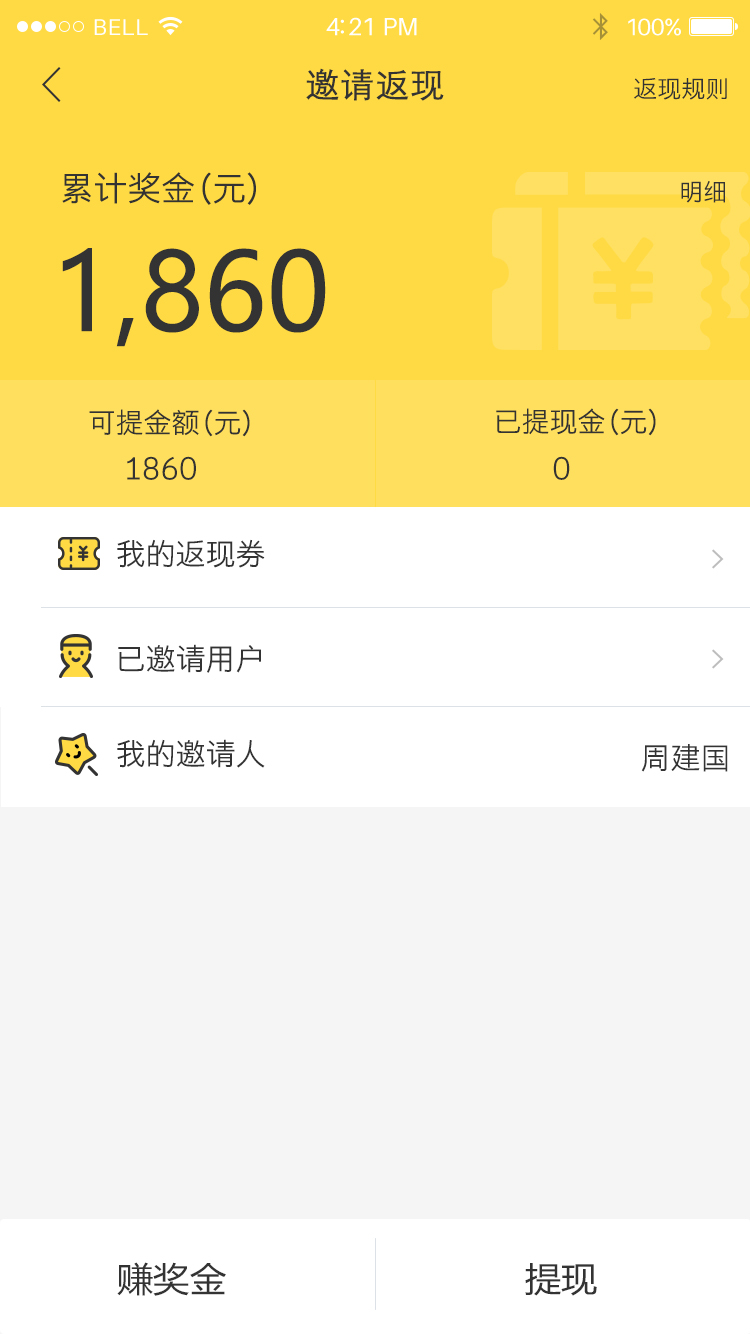 BELL 4:21 PM 100%
邀请返现 返现规则
累计奖金(元) 明细
1,860
¥
可提金额(元) 已提现金(元)
1860 0
¥ 我的返现券
已邀请用户
我的邀请人 周建国
赚奖金 提现